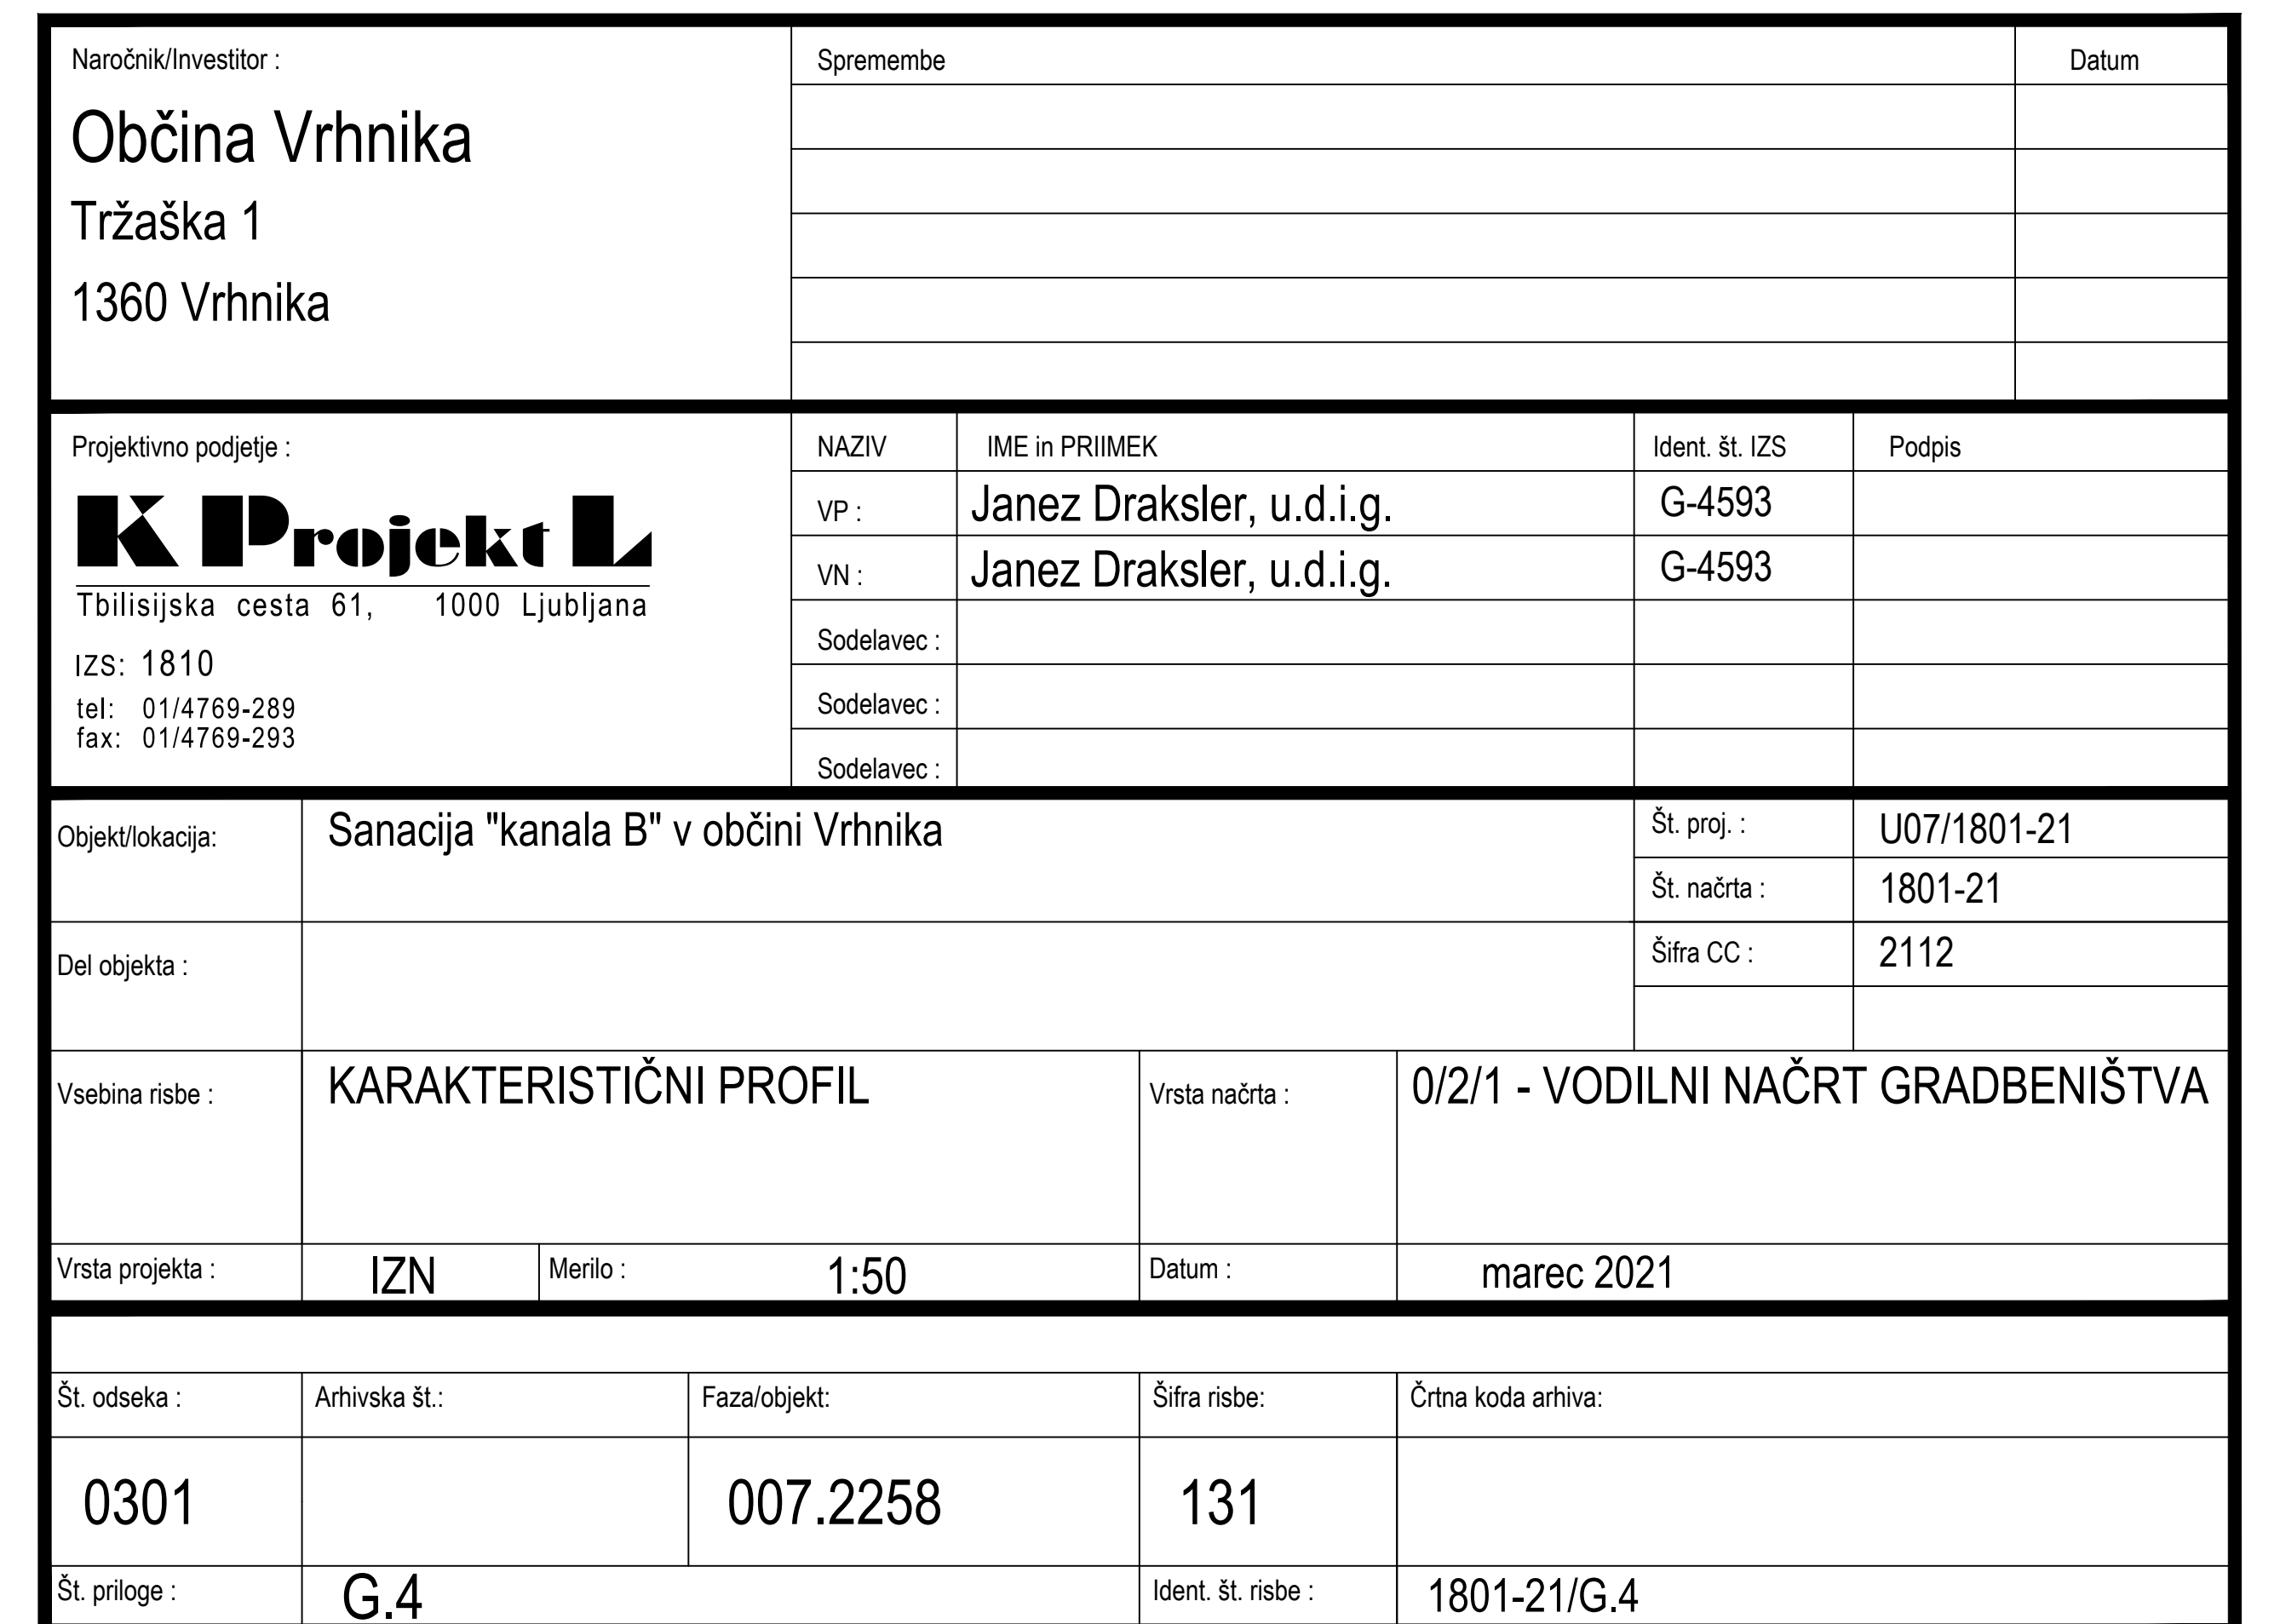 Naročnik/Investitor :
Občina Vrhnika
Tržaška 1
1360 Vrhnika
Spremembe Datum
Projektivno podjetje :
K Projekt L
Tbilisijska cesta 61, 1000 Ljubljana
IZS: 1810
tel: 01/4769-289
fax: 01/4769-293
NAZIV IME in PRIIMEK Ident. št. IZS Podpis
VP : Janez Draksler, u.d.i.g. G-4593
VN : Janez Draksler, u.d.i.g. G-4593
Sodelavec :
Sodelavec :
Sodelavec :
Objekt/lokacija: Sanacija "kanala B" v občini Vrhnika Št. proj. : U07/1801-21
Št. načrta : 1801-21
Del objekta : Šifra CC : 2112
Vsebina risbe : KARAKTERISTIČNI PROFIL Vrsta načrta : 0/2/1 - VODILNI NAČRT GRADBENIŠTVA
Vrsta projekta : IZN Merilo : 1:50 Datum : marec 2021
Št. odseka : Arhivska št.: Faza/objekt: Šifra risbe: Črtna koda arhiva:
0301 007.2258 131
Št. priloge : G.4 Ident. št. risbe : 1801-21/G.4